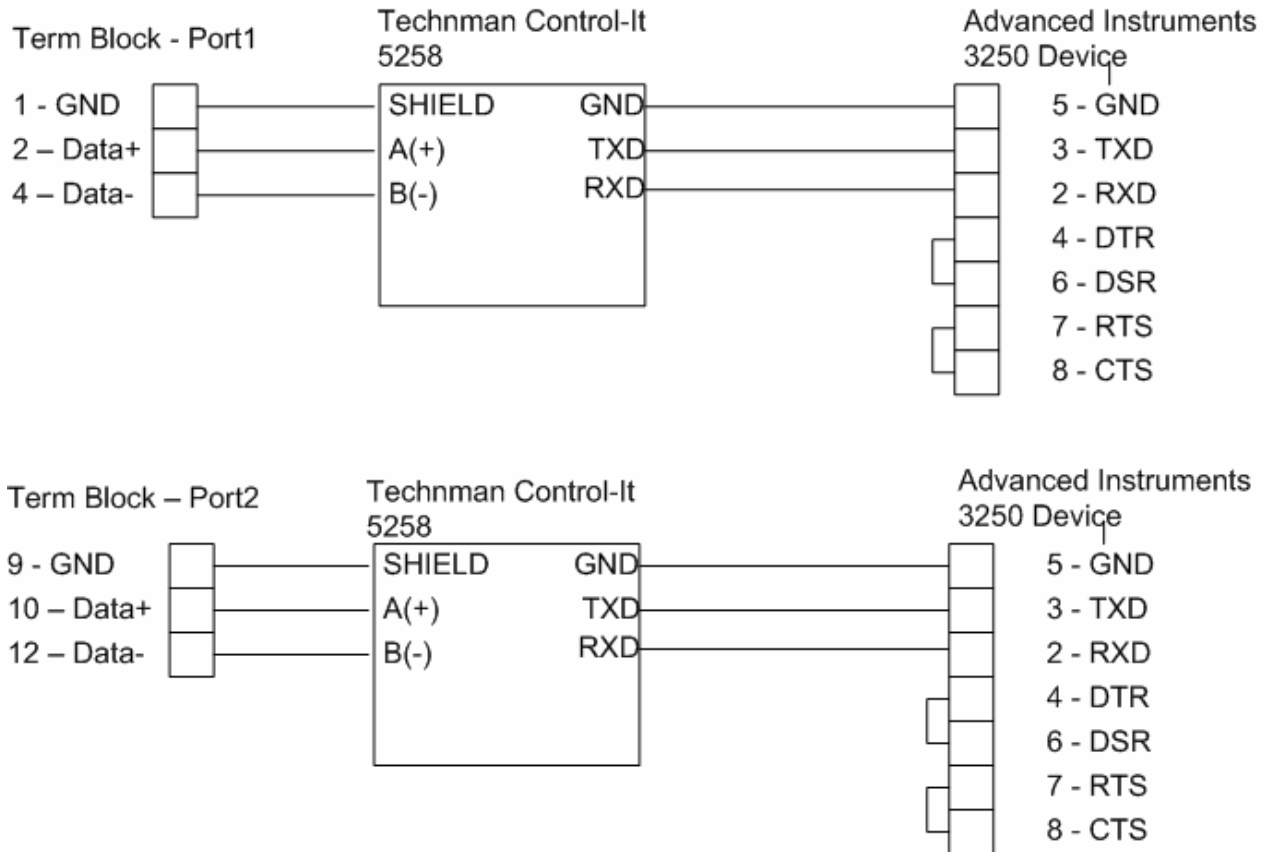 Term Block - Port1
Technman Control-It
5258
Advanced Instruments
3250 Device
1 - GND
2 – Data+
4 – Data-
SHIELD
A(+)
B(-)
GND
TXD
RXD
5 - GND
3 - TXD
2 - RXD
4 - DTR
6 - DSR
7 - RTS
8 - CTS
Term Block – Port2
Technman Control-It
5258
Advanced Instruments
3250 Device
9 - GND
10 – Data+
12 – Data-
SHIELD
A(+)
B(-)
GND
TXD
RXD
5 - GND
3 - TXD
2 - RXD
4 - DTR
6 - DSR
7 - RTS
8 - CTS